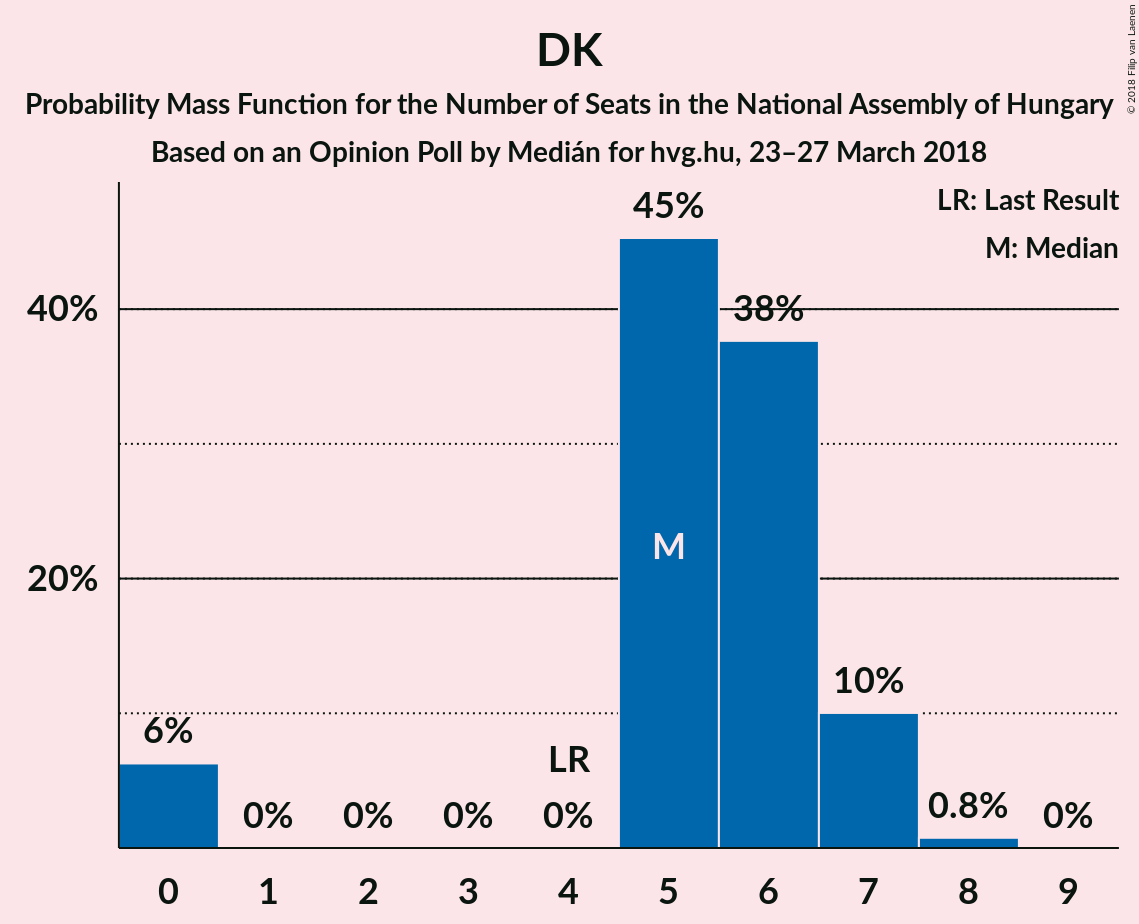 DK
Probability Mass Function for the Number of Seats in the National Assembly of Hungary
Based on an Opinion Poll by Medián for hvg.hu, 23–27 March 2018
© 2018 Filip van Laenen
LR: Last Result
M: Median
45%
40%
38%
M
20%
10%
6%
LR
0%
0%
0%
0%
0.8%
0%
0 1 2 3 4 5 6 7 8 9